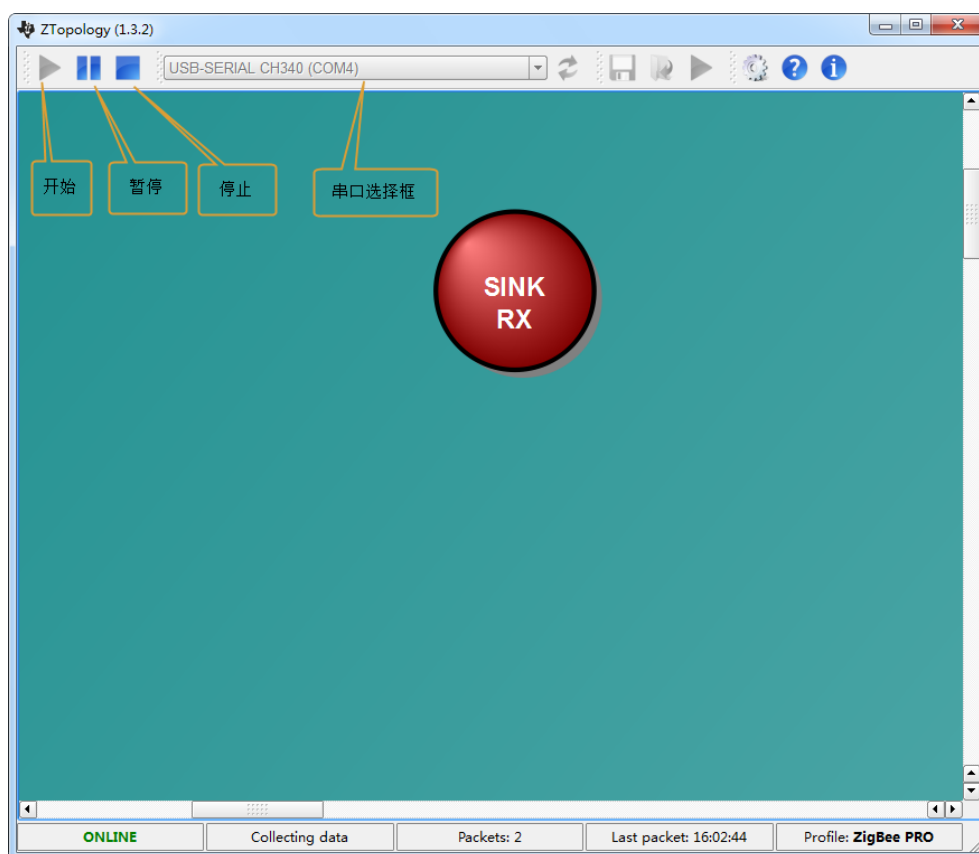 ZTopology (1.3.2)
USB-SERIAL CH340 (COM4)
开始
暂停
停止
串口选择框
SINK
RX
ONLINE
Collecting data
Packets: 2
Last packet: 16:02:44
Profile: ZigBee PRO